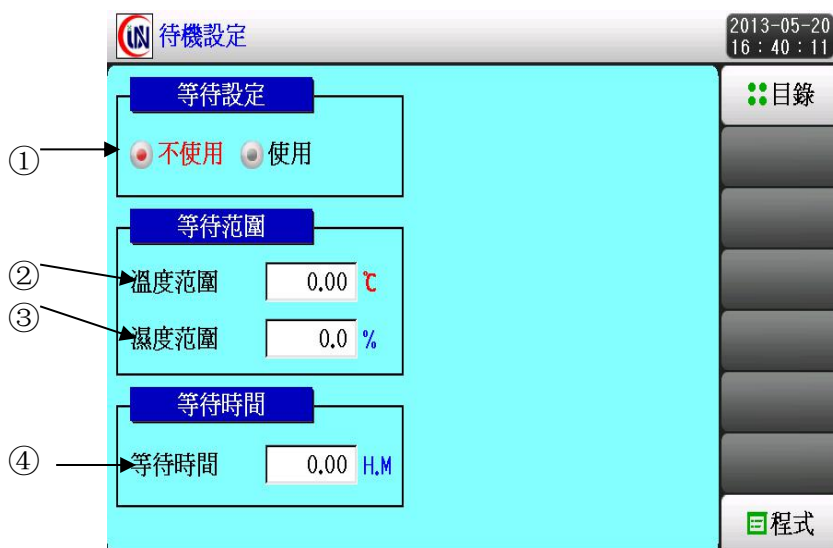 待機設定
2013-05-20
16:40:11
目錄
等待設定
① 不使用 使用
等待范圍
② 溫度范圍 0.00 ℃
③ 濕度范圍 0.0 %
等待時間
④ 等待時間 0.00 H.M
程式